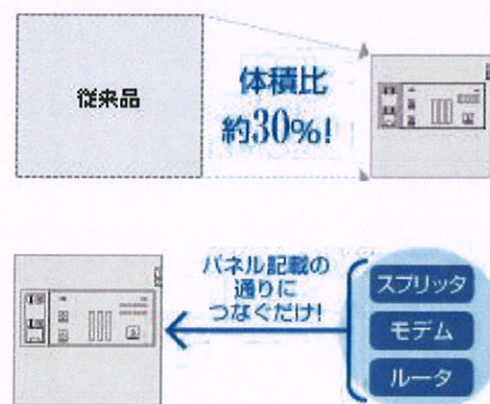 従来品
体積比
約30%!
パネル記載の
通りに
つなぐだけ!
スプリッタ
モデム
ルータ